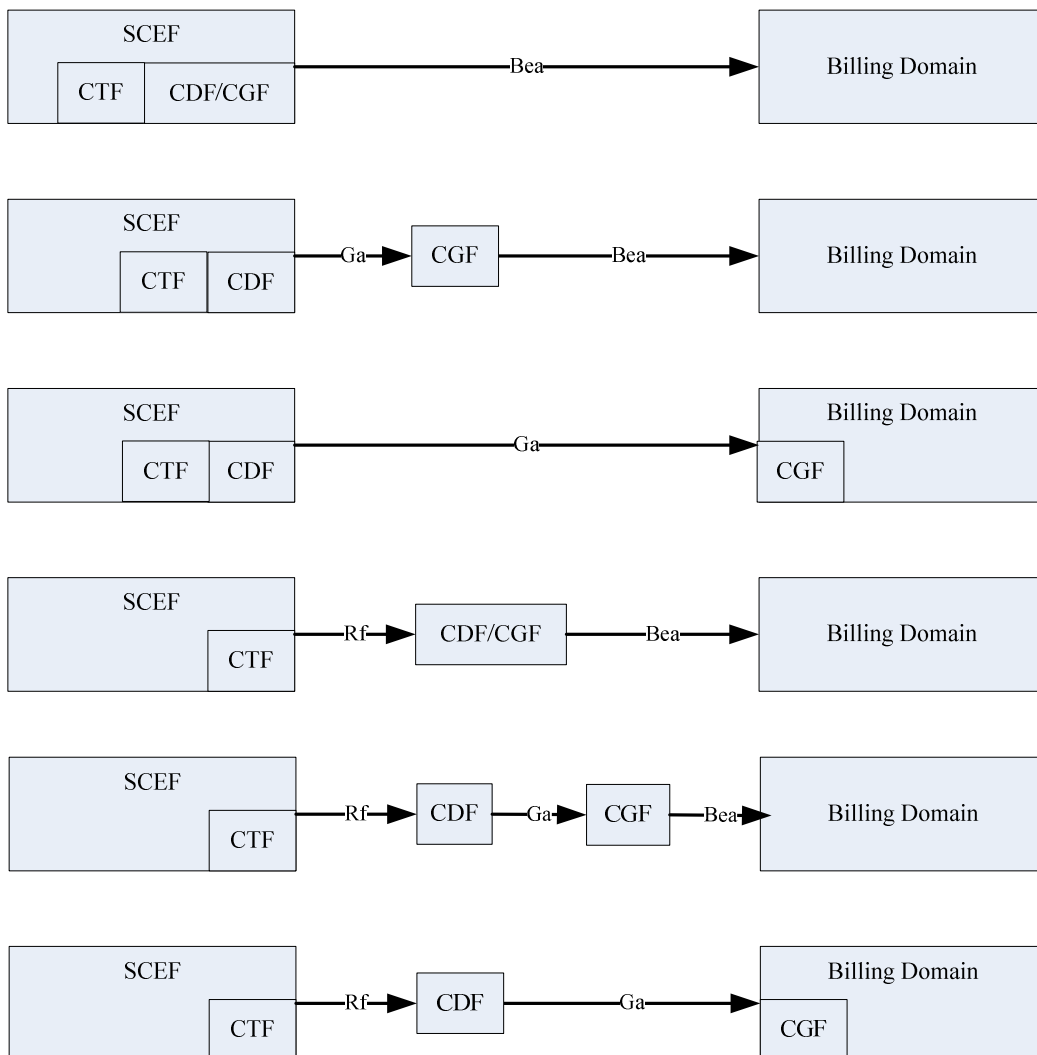 SCEF
CTF
CDF/CGF
Bea
Billing Domain
SCEF
CTF
CDF
Ga
CGF
Bea
Billing Domain
SCEF
CTF
CDF
Ga
Billing Domain
CGF
SCEF
CTF
Rf
CDF/CGF
Bea
Billing Domain
SCEF
CTF
Rf
CDF
Ga
CGF
Bea
Billing Domain
SCEF
CTF
Rf
CDF
Ga
Billing Domain
CGF